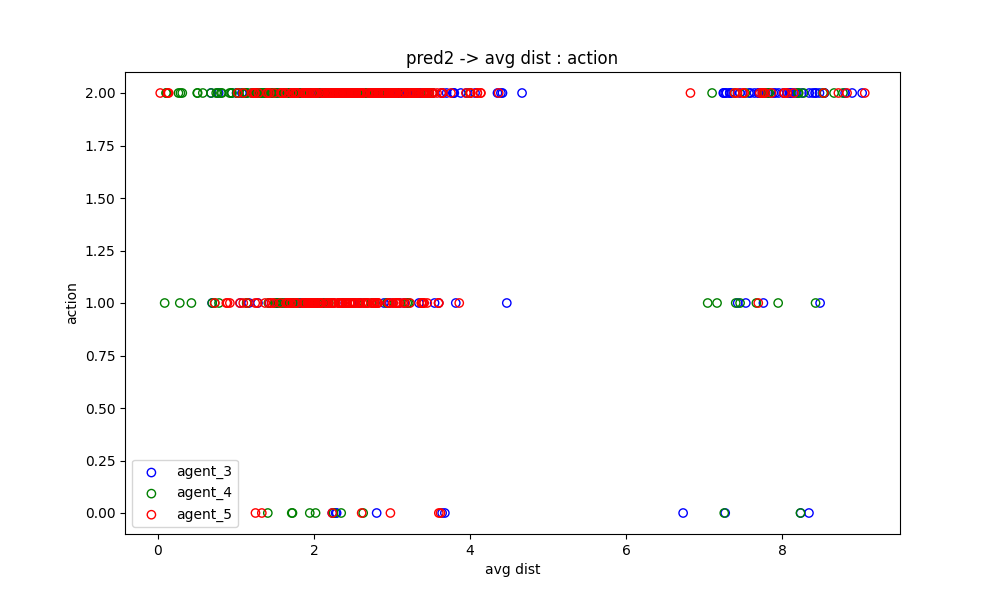 pred2 -> avg dist : action
2.00
1.75
1.50
1.25
1.00
0.75
0.50
0.25
0.00
action
agent_3
agent_4
agent_5
0 2 4 6 8
avg dist